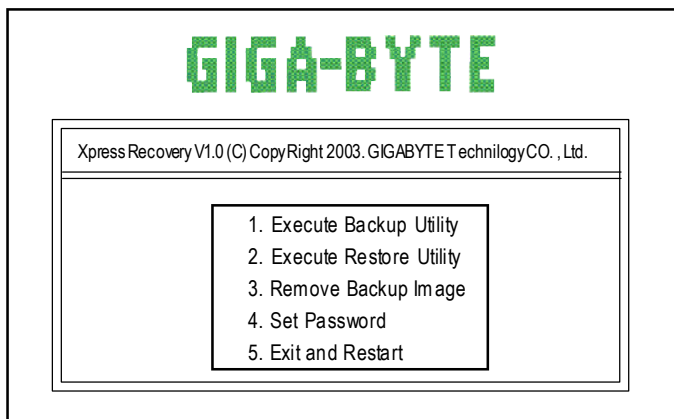 GIGA-BYTE
Xpress Recovery V1.0 (C) CopyRight 2003. GIGABYTE Technilogy CO. , Ltd.
1. Execute Backup Utility
2. Execute Restore Utility
3. Remove Backup Image
4. Set Password
5. Exit and Restart